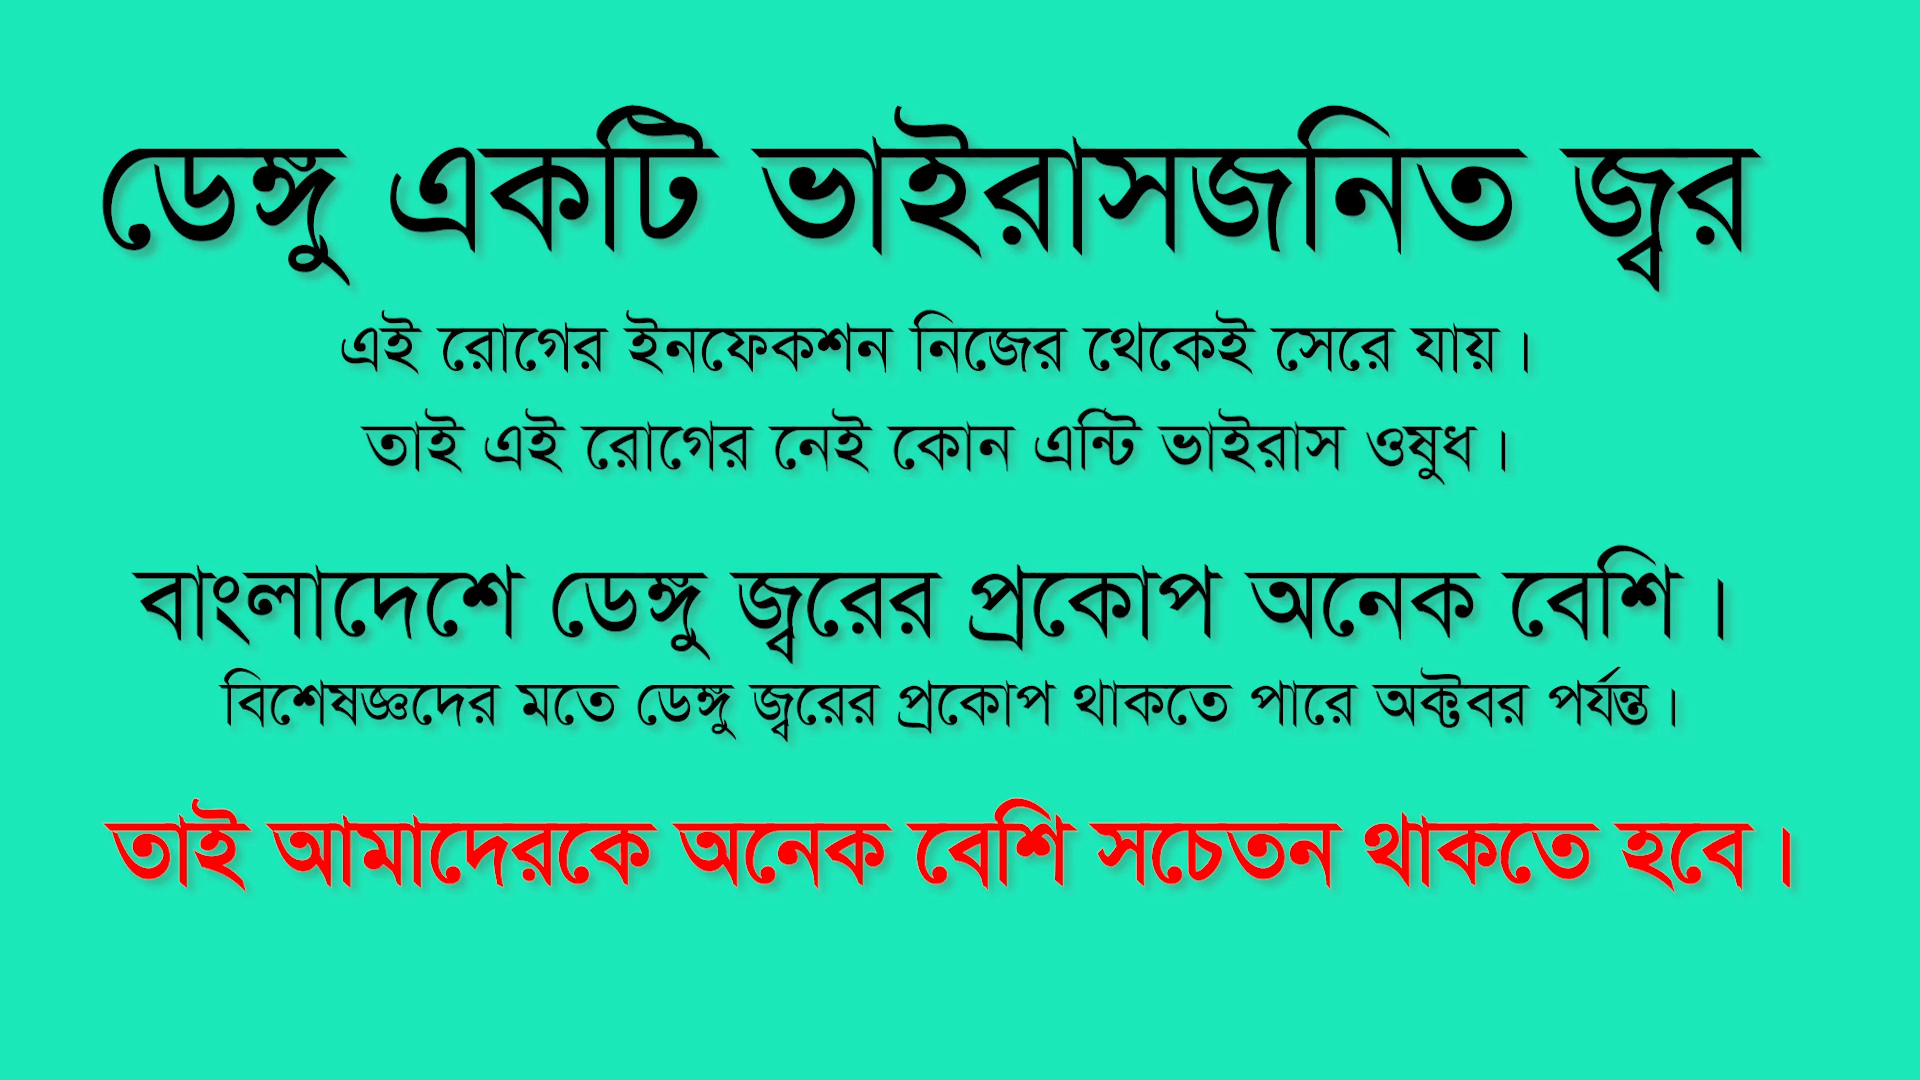 ডেঙ্গু একটি ভাইরাসজনিত জ্বর
এই রোগের ইনফেকশন নিজের থেকেই সেরে যায়।
তাই এই রোগের নেই কোন এন্টি ভাইরাস ওষুধ।
বাংলাদেশে ডেঙ্গু জ্বরের প্রকোপ অনেক বেশি।
বিশেষজ্ঞদের মতে ডেঙ্গু জ্বরের প্রকোপ থাকতে পারে অক্টবর পর্যন্ত।
তাই আমাদেরকে অনেক বেশি সচেতন থাকতে হবে।